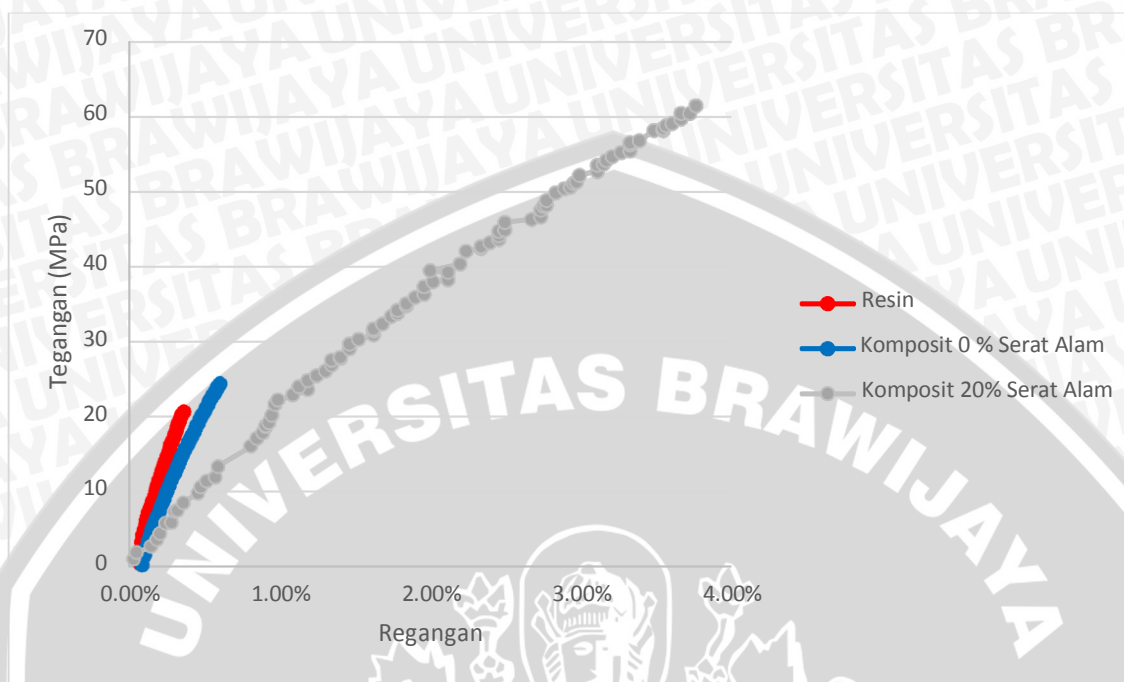 70
60
50
40
30
20
10
0
Tegangan (MPa)
0.00% 1.00% 2.00% 3.00% 4.00%
Regangan
Resin
Komposit 0 % Serat Alam
Komposit 20% Serat Alam
UNIVERSITAS BRAWIJAYA